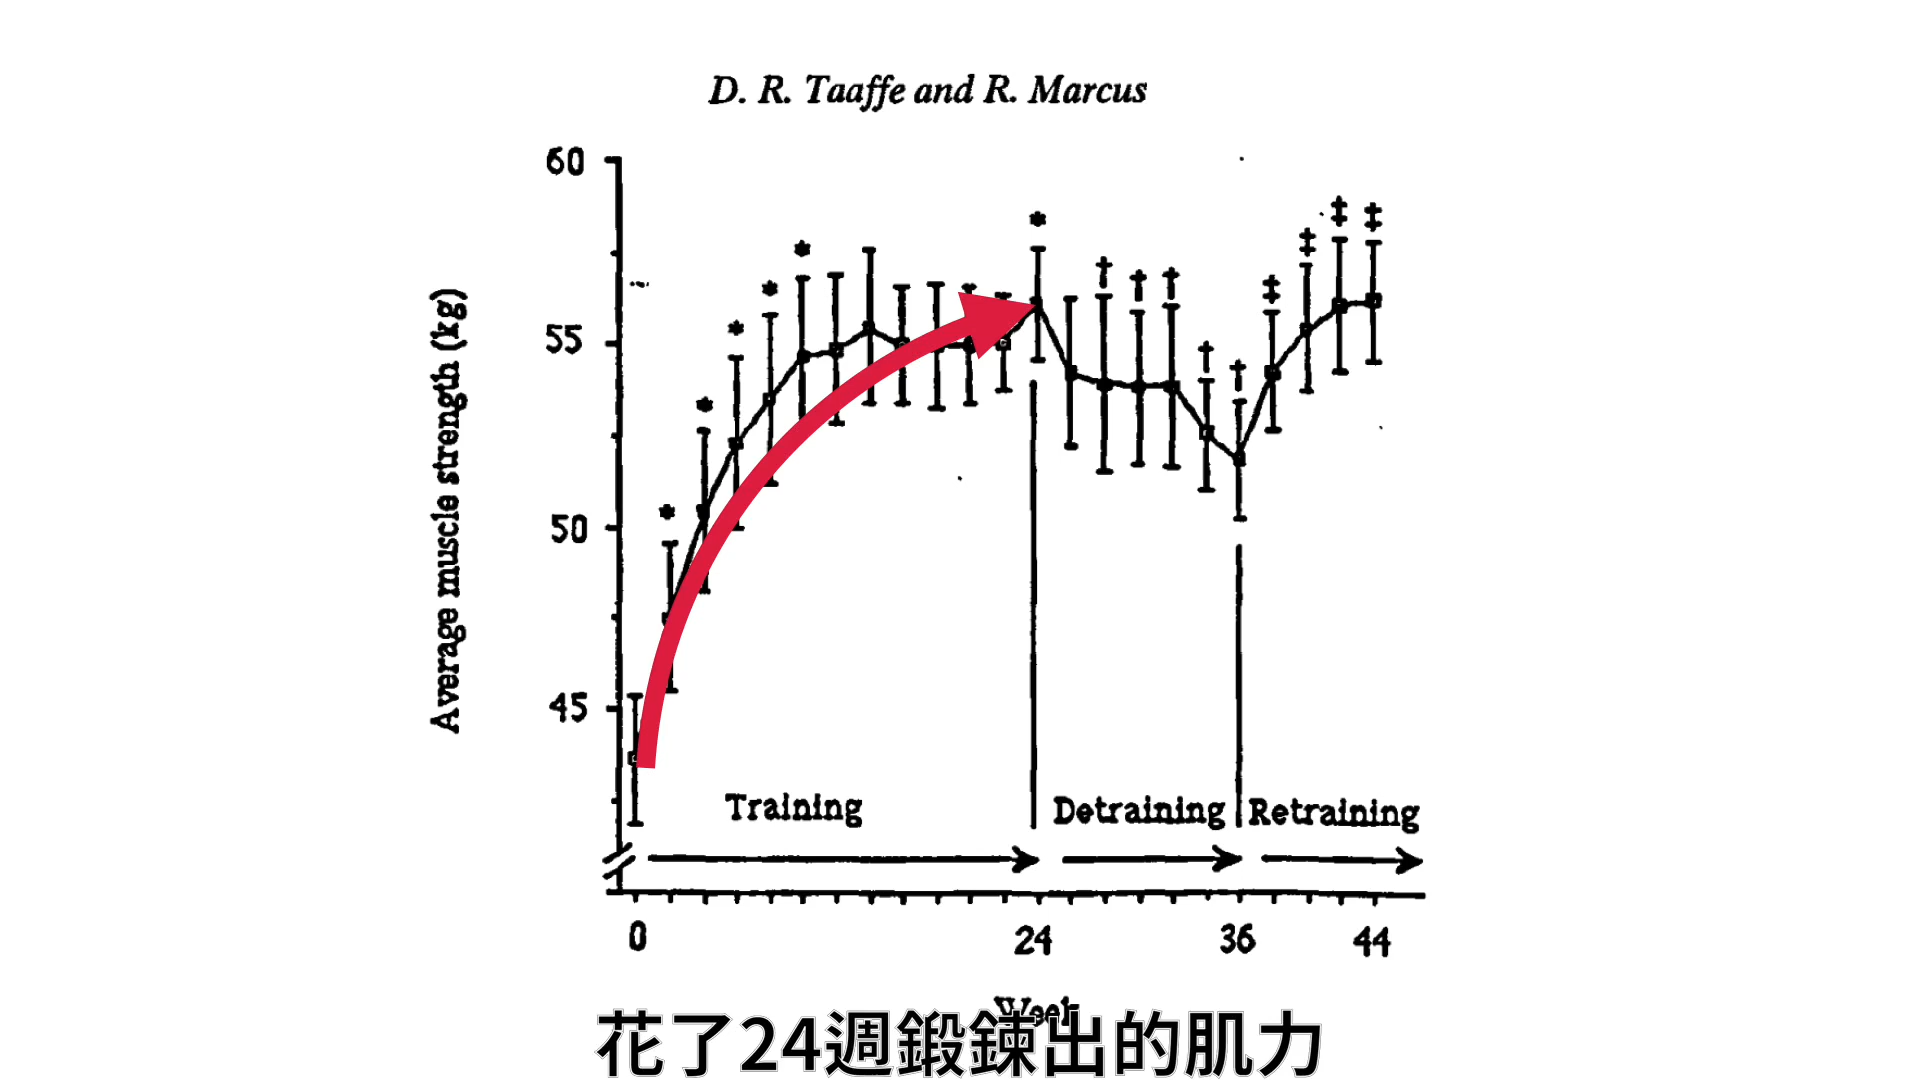 D. R. Taaffe and R. Marcus
60
55
50
45
Average muscle strength (kg)
Training
Detraining
Retraining
0
24
36
44
Week
花了24週鍛鍊出的肌力